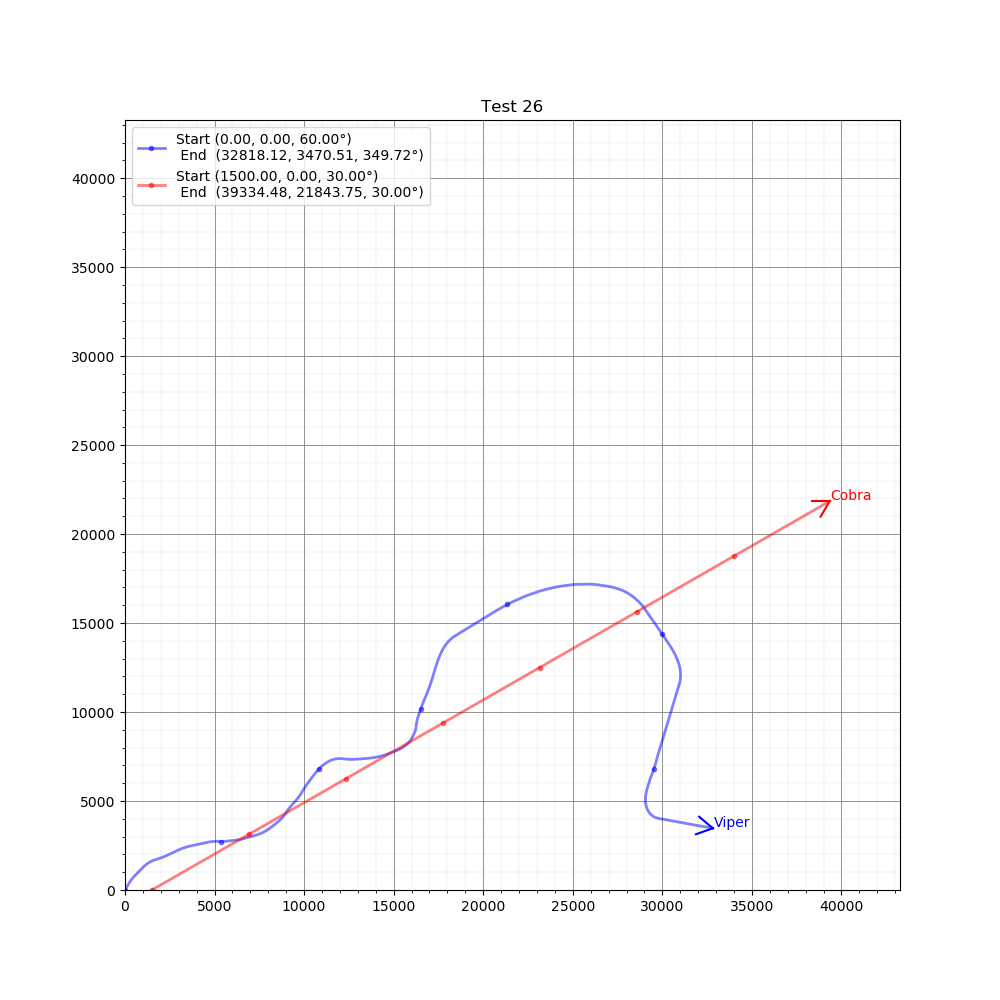 Test 26
Start (0.00, 0.00, 60.00°)
End (32818.12, 3470.51, 349.72°)
Start (1500.00, 0.00, 30.00°)
End (39334.48, 21843.75, 30.00°)
40000
35000
30000
25000
20000
15000
10000
5000
0
Cobra
Viper
0 5000 10000 15000 20000 25000 30000 35000 40000